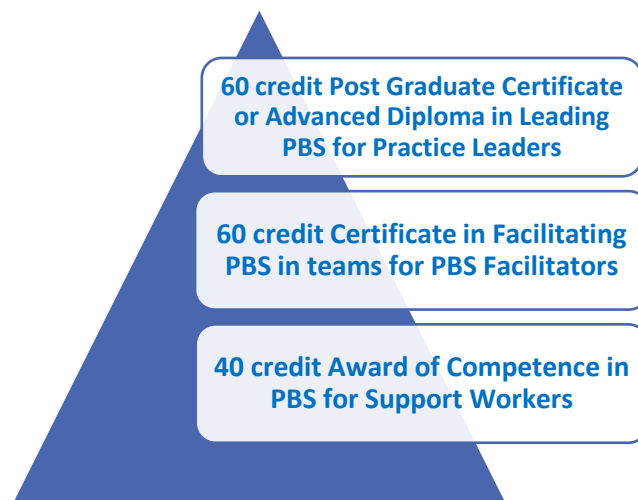 60 credit Post Graduate Certificate
or Advanced Diploma in Leading
PBS for Practice Leaders
60 credit Certificate in Facilitating
PBS in teams for PBS Facilitators
40 credit Award of Competence in
PBS for Support Workers